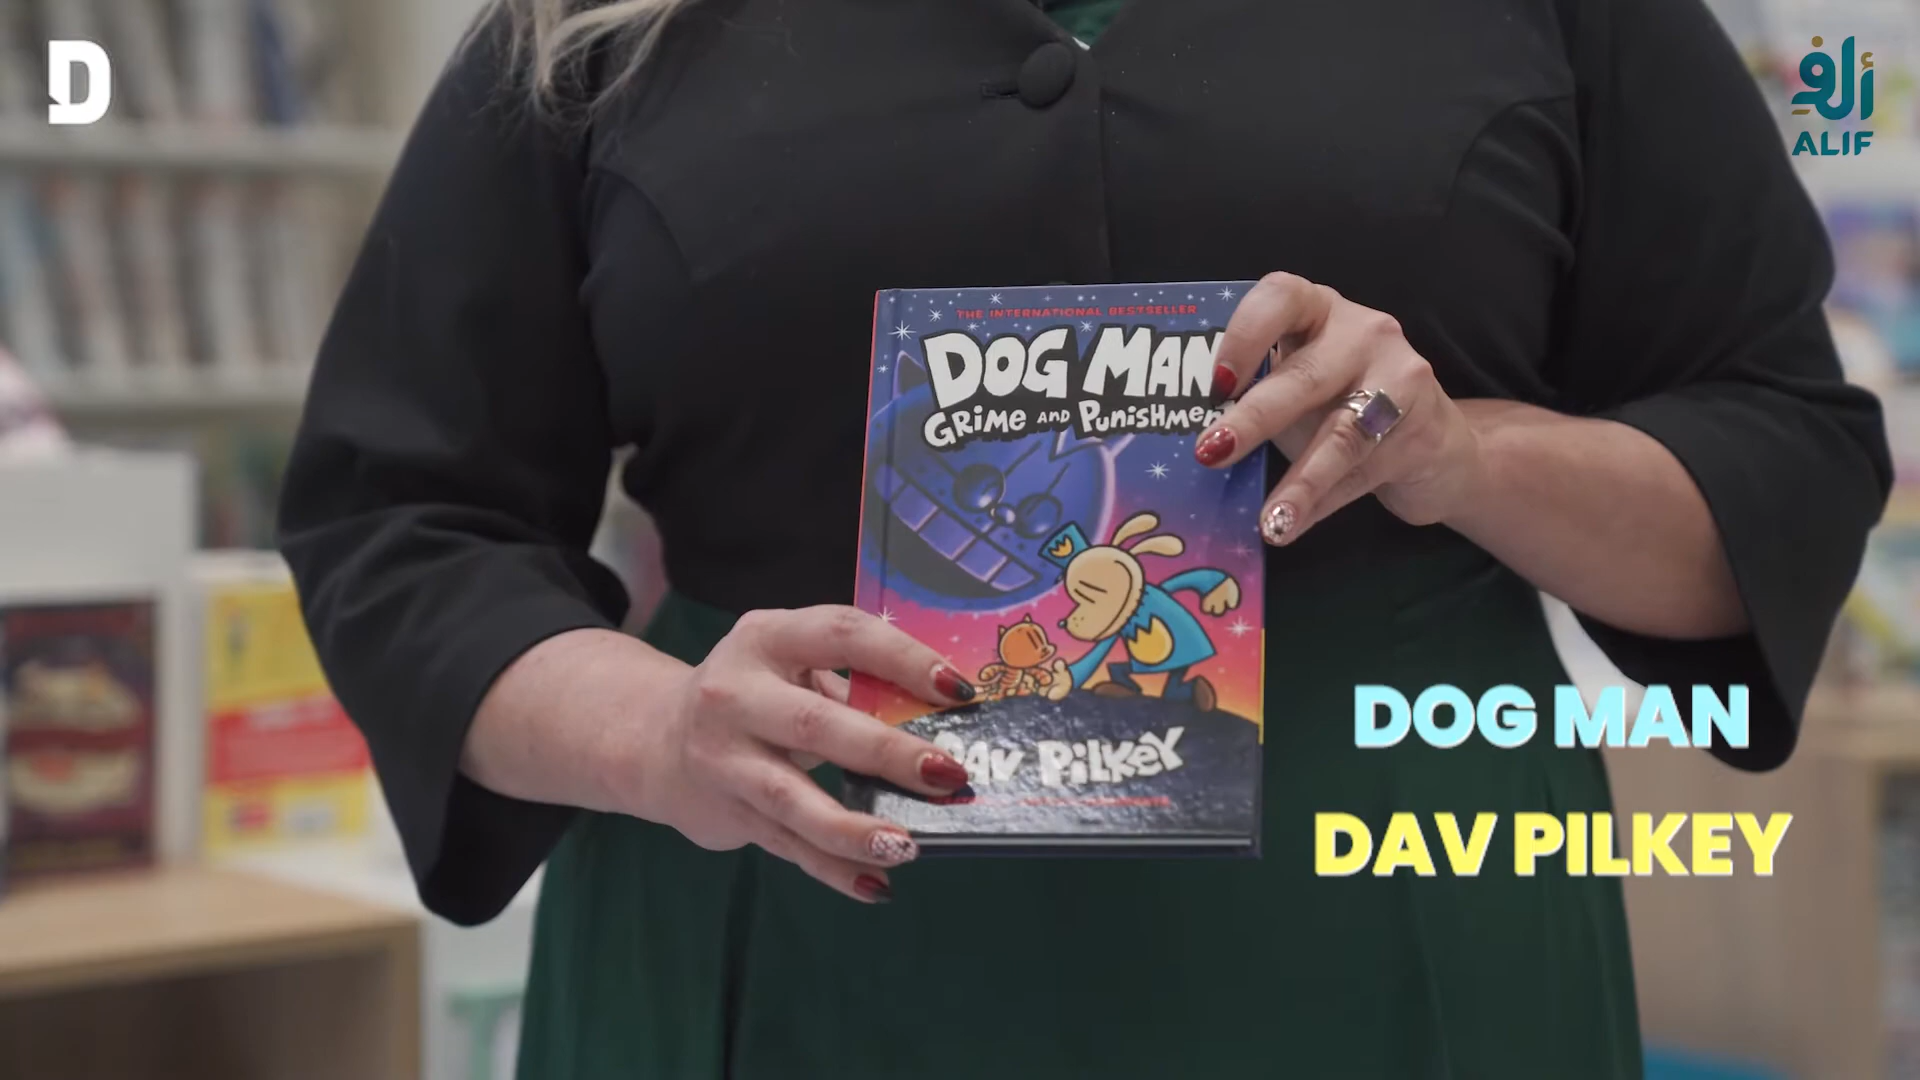 D
ألف
ALIF
THE INTERNATIONAL BESTSELLER
DOG MAN
GRIME AND PUNISHMENT
DAV PILKEY
DOG MAN
DAV PILKEY